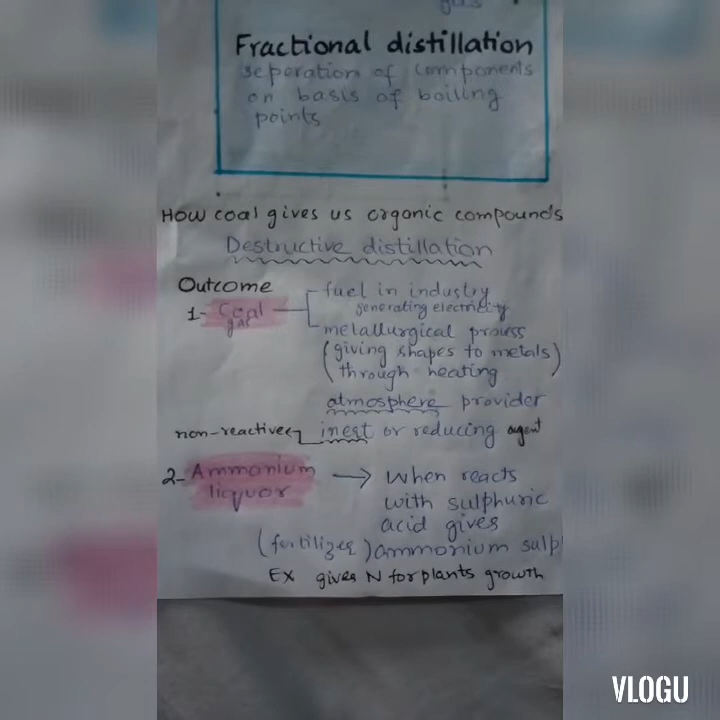 gas
Fractional distillation
separation of components
on basis of boiling
points
How coal gives us organic compounds
Destructive distillation
Outcome
fuel in industry
generating electricity
1- Coal
gas
metallurgical process
(giving shapes to metals)
(through heating)
atmosphere provider
non-reactive inert or reducing agent
2- Ammonium
liquor
→ when reacts
with sulphuric
acid gives
(fertilizer) ammonium sulp
Ex gives N for plants growth
VLOGU